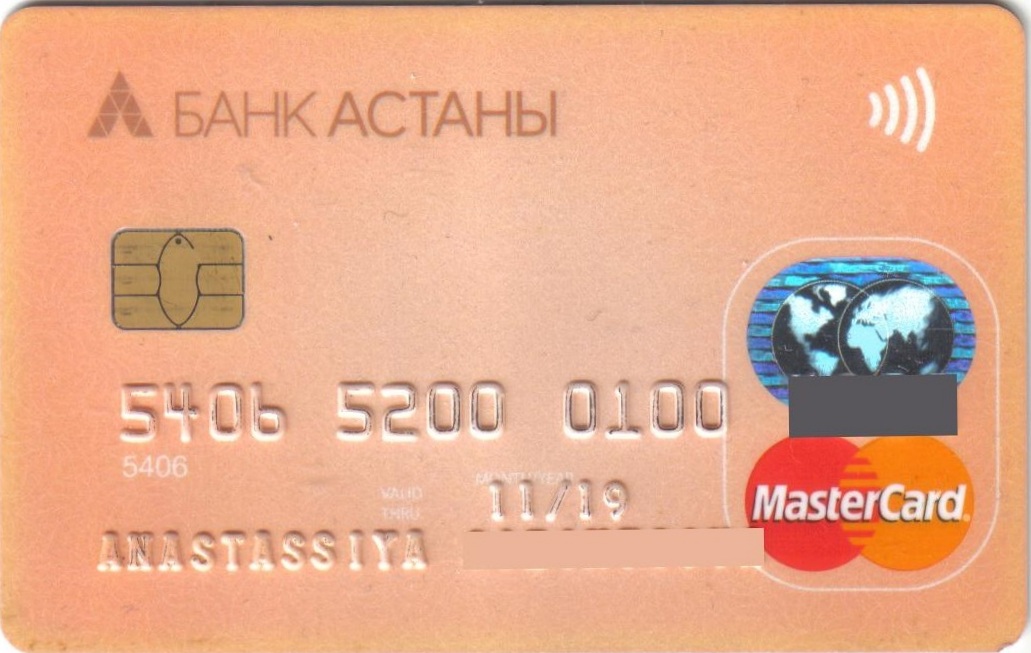 БАНК АСТАНЫ
5406 5200 0100
5406
MONTH/YEAR
VALID THRU 11/19
ANASTASSIYA
MasterCard